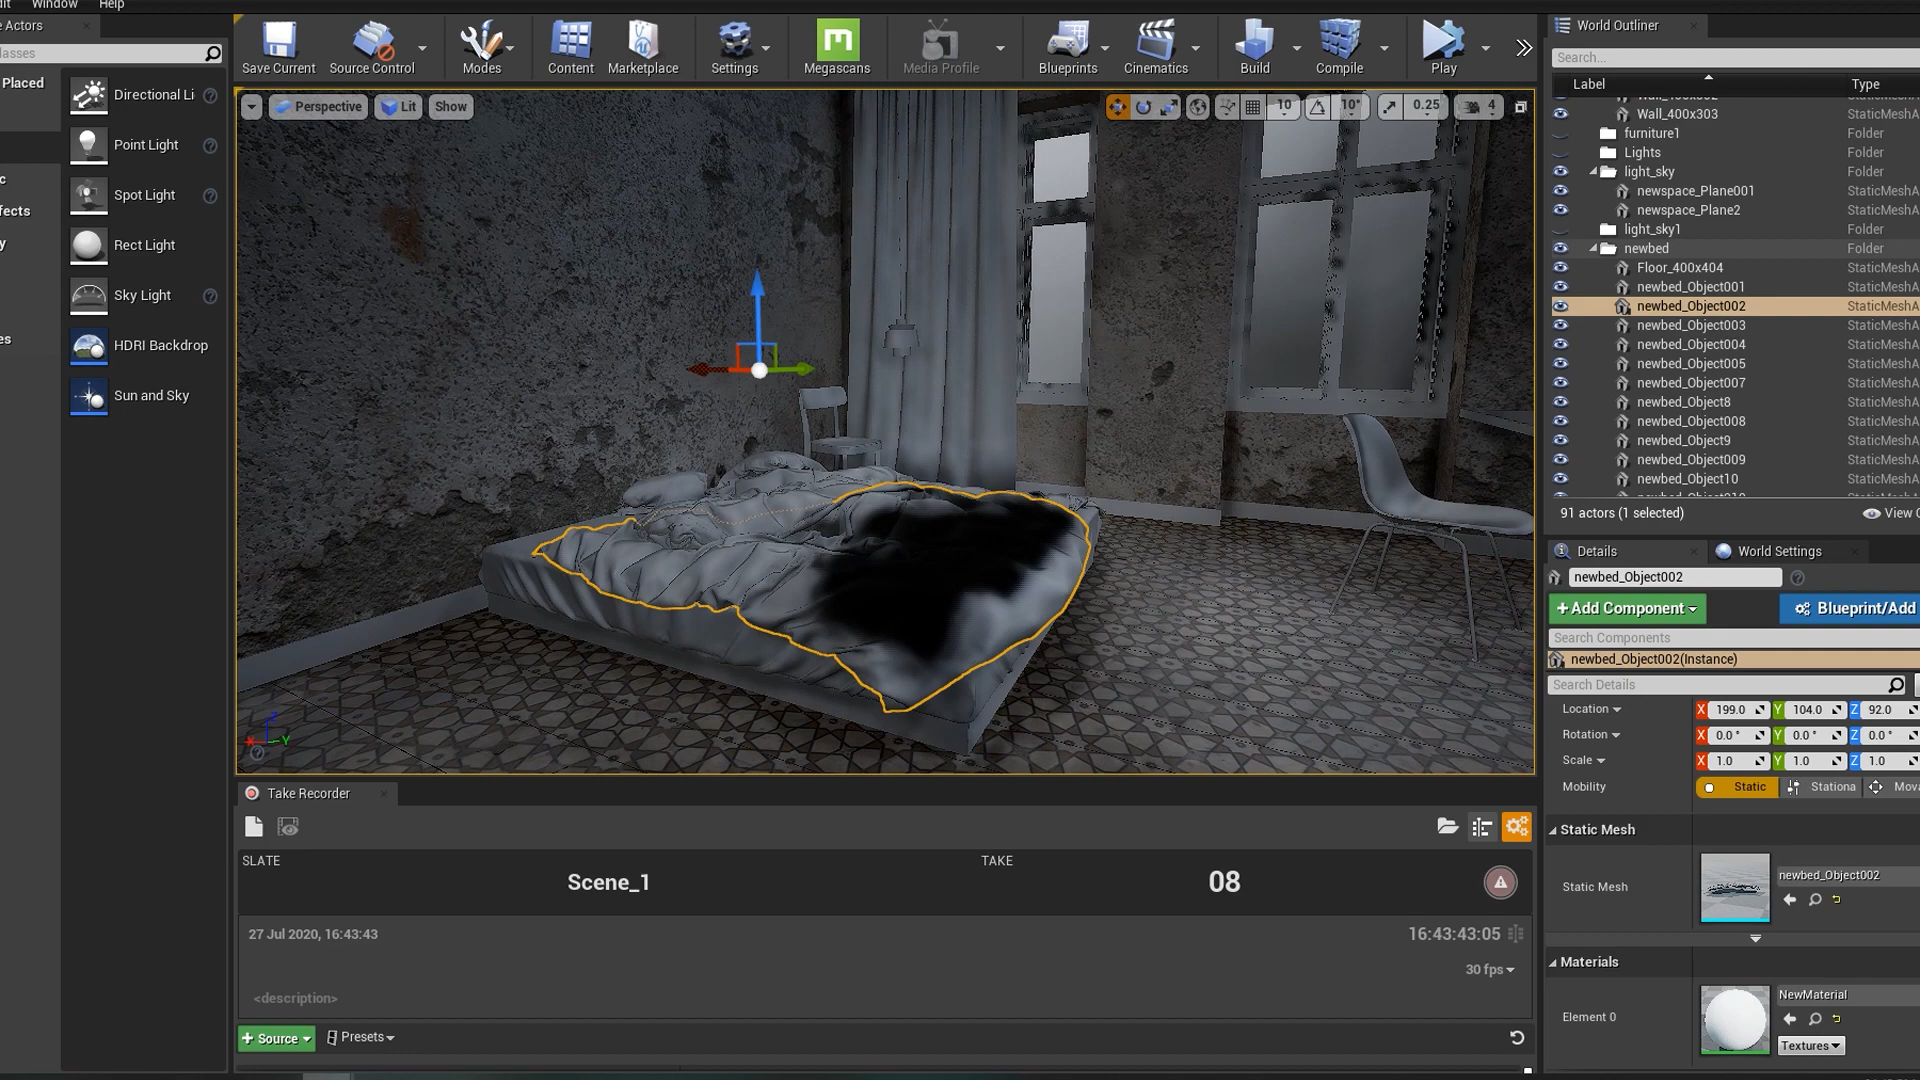 dit
Window
Help
e Actors
lasses
Placed
c
fects
y
es
Directional Li
Point Light
Spot Light
Rect Light
Sky Light
HDRI Backdrop
Sun and Sky
Save Current
Source Control
Modes
Content
Marketplace
Settings
Megascans
Media Profile
Blueprints
Cinematics
Build
Compile
Play
Perspective
Lit
Show
10
10°
0.25
4
Z
X
Y
Take Recorder
SLATE
TAKE
Scene_1
08
27 Jul 2020, 16:43:43
16:43:43:05
30 fps
<description>
+ Source
Presets
World Outliner
Search...
Label Type
Wall_400x302 StaticMeshA
Wall_400x303 StaticMeshA
furniture1 Folder
Lights Folder
light_sky Folder
newspace_Plane001 StaticMeshA
newspace_Plane2 StaticMeshA
light_sky1 Folder
newbed Folder
Floor_400x404 StaticMeshA
newbed_Object001 StaticMeshA
newbed_Object002 StaticMeshA
newbed_Object003 StaticMeshA
newbed_Object004 StaticMeshA
newbed_Object005 StaticMeshA
newbed_Object007 StaticMeshA
newbed_Object8 StaticMeshA
newbed_Object008 StaticMeshA
newbed_Object9 StaticMeshA
newbed_Object009 StaticMeshA
newbed_Object10 StaticMeshA
91 actors (1 selected)
View O
Details
World Settings
newbed_Object002
+Add Component
Blueprint/Add
Search Components
newbed_Object002(Instance)
Search Details
Location X 199.0 Y 104.0 Z 92.0
Rotation X 0.0 ° Y 0.0 ° Z 0.0 °
Scale X 1.0 Y 1.0 Z 1.0
Mobility Static Stationa Mova
Static Mesh
Static Mesh
newbed_Object002
Materials
Element 0
NewMaterial
Textures